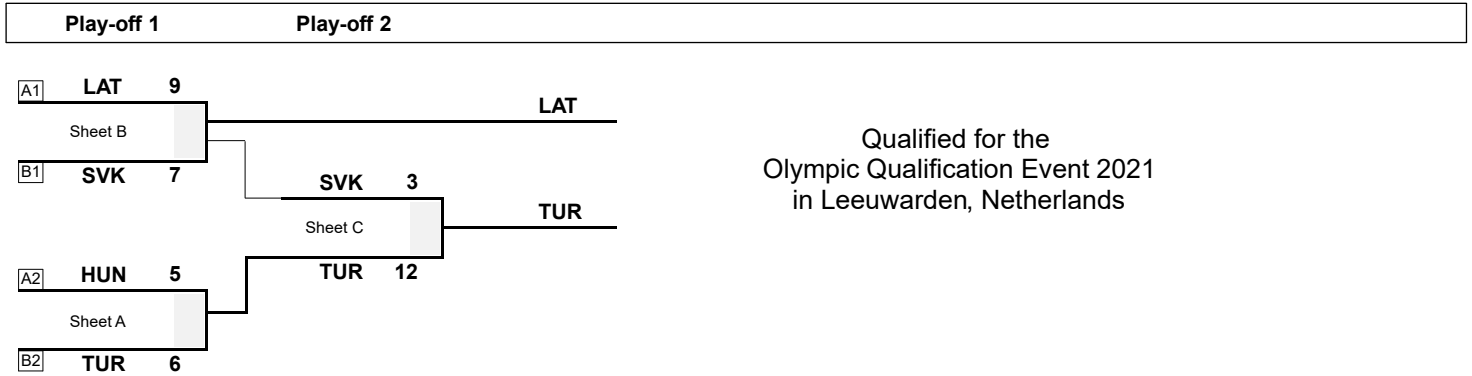 Play-off 1 Play-off 2
A1 LAT 9
LAT
Sheet B
B1 SVK 7
SVK 3
TUR
Sheet C
TUR 12
A2 HUN 5
Sheet A
B2 TUR 6
Qualified for the
Olympic Qualification Event 2021
in Leeuwarden, Netherlands